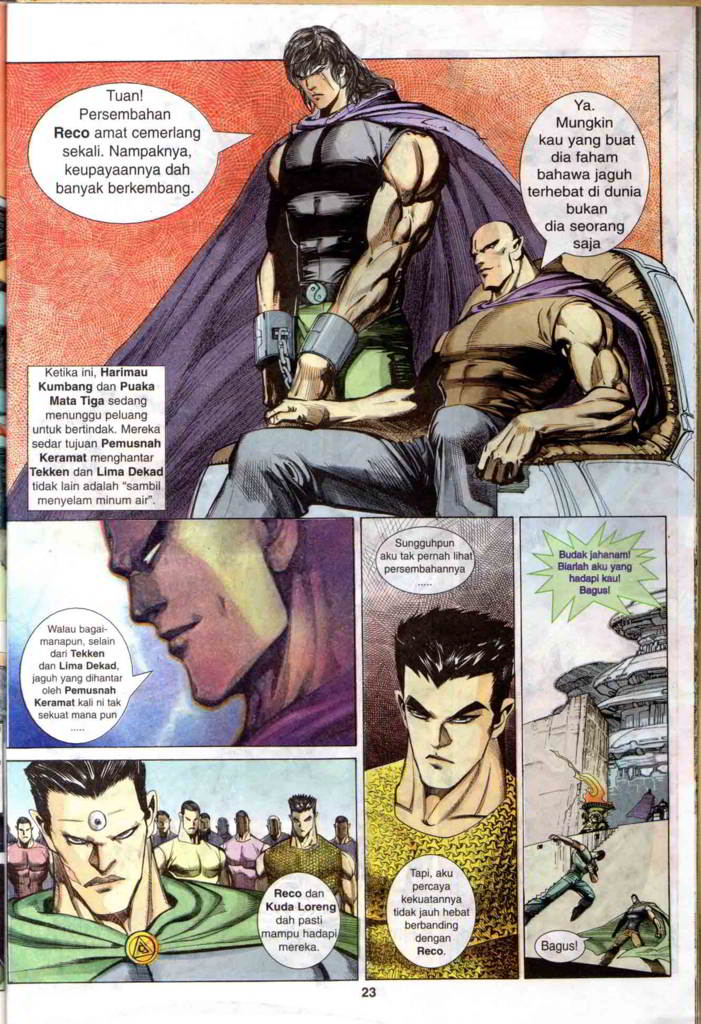 Tuan!
Persembahan
Reco amat cemerlang
sekali. Nampaknya,
keupayaannya dah
banyak berkembang.
Ya.
Mungkin
kau yang buat
dia faham
bahawa jaguh
terhebat di dunia
bukan
dia seorang
saja
Ketika ini, Harimau
Kumbang dan Puaka
Mata Tiga sedang
menunggu peluang
untuk bertindak. Mereka
sedar tujuan Pemusnah
Keramat menghantar
Tekken dan Lima Dekad
tidak lain adalah “sambil
menyelam minum air”.
Walau bagai-
manapun, selain
dari Tekken
dan Lima Dekad,
jaguh yang dihantar
oleh Pemusnah
Keramat kali ni tak
sekuat mana pun
.....
Sungguhpun
aku tak pernah lihat
persembahannya
.....
Budak jahanam!
Biarlah aku yang
hadapi kau!
Bagus!
Reco dan
Kuda Loreng
dah pasti
mampu hadapi
mereka.
Tapi, aku
percaya
kekuatannya
tidak jauh hebat
berbanding
dengan
Reco.
Bagus!
23